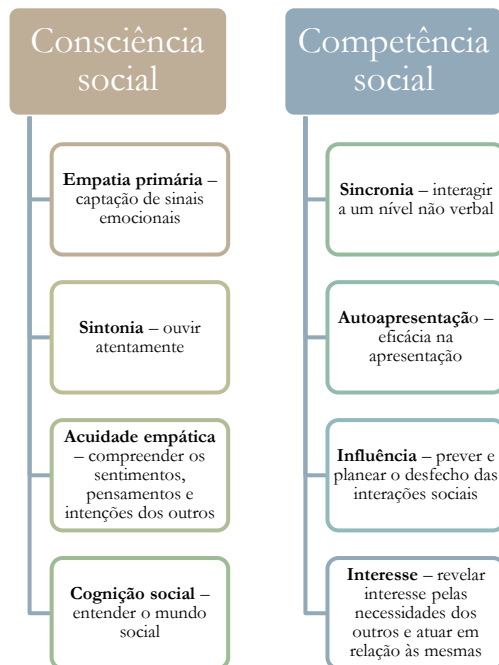 Consciência
social
Empatia primária –
captação de sinais
emocionais
Sintonia – ouvir
atentamente
Acuidade empática
– compreender os
sentimentos,
pensamentos e
intenções dos outros
Cognição social –
entender o mundo
social
Competência
social
Sincronia – interagir
a um nível não verbal
Autoapresentação –
eficácia na
apresentação
Influência – prever e
planear o desfecho das
interações sociais
Interesse – revelar
interesse pelas
necessidades dos
outros e atuar em
relação às mesmas